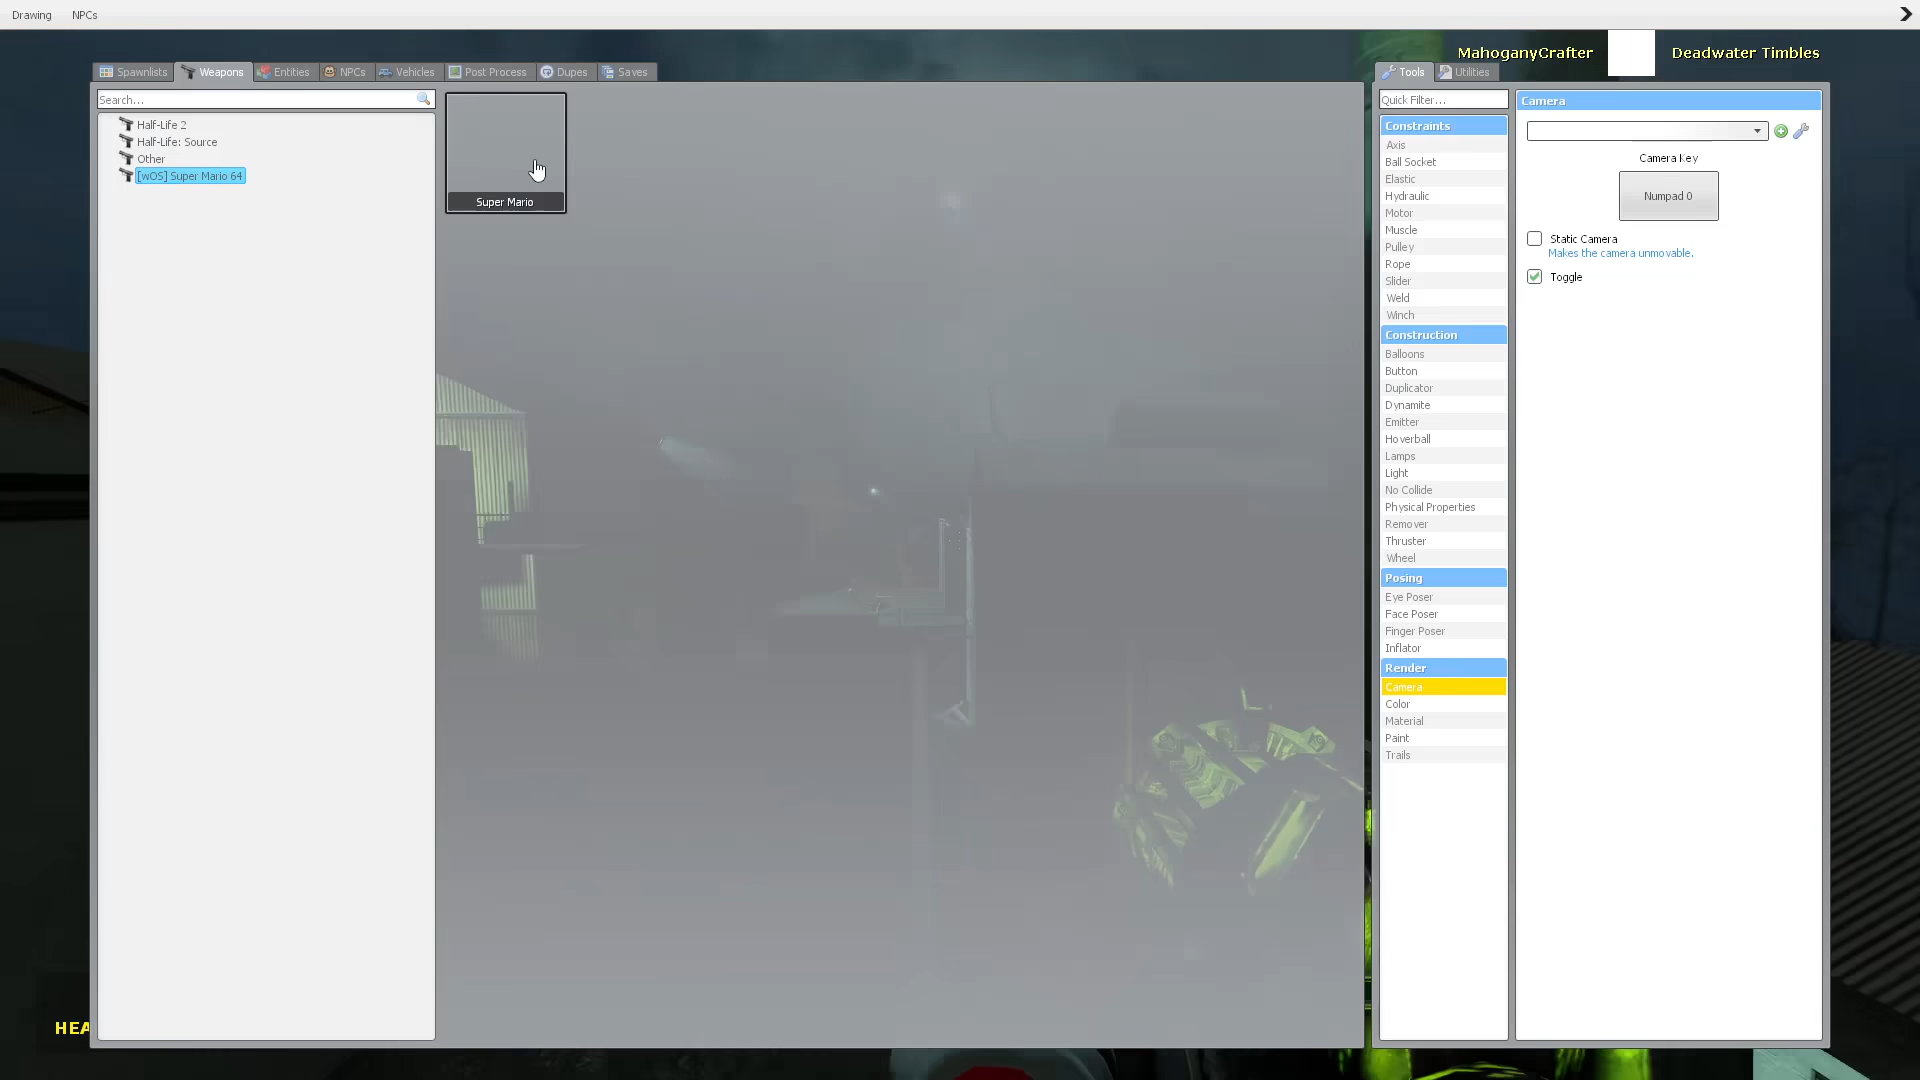 Drawing NPCs
MahoganyCrafter Deadwater Timbles
Spawnlists Weapons Entities NPCs Vehicles Post Process Dupes Saves
Search...
Half-Life 2
Half-Life: Source
Other
[wOS] Super Mario 64
Super Mario
Tools Utilities
Quick Filter...
Constraints
Axis
Ball Socket
Elastic
Hydraulic
Motor
Muscle
Pulley
Rope
Slider
Weld
Winch
Construction
Balloons
Button
Duplicator
Dynamite
Emitter
Hoverball
Lamps
Light
No Collide
Physical Properties
Remover
Thruster
Wheel
Posing
Eye Poser
Face Poser
Finger Poser
Inflator
Render
Camera
Color
Material
Paint
Trails
Camera
Camera Key
Numpad 0
Static Camera
Makes the camera unmovable.
Toggle
HEA